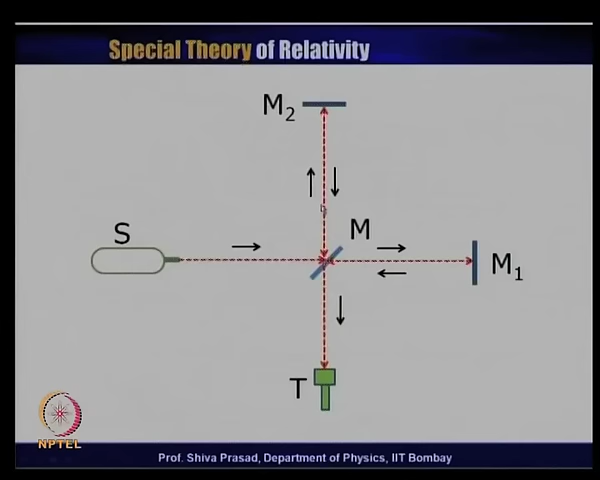 Special Theory of Relativity
M2
S
M
M1
T
NPTEL
Prof. Shiva Prasad, Department of Physics, IIT Bombay